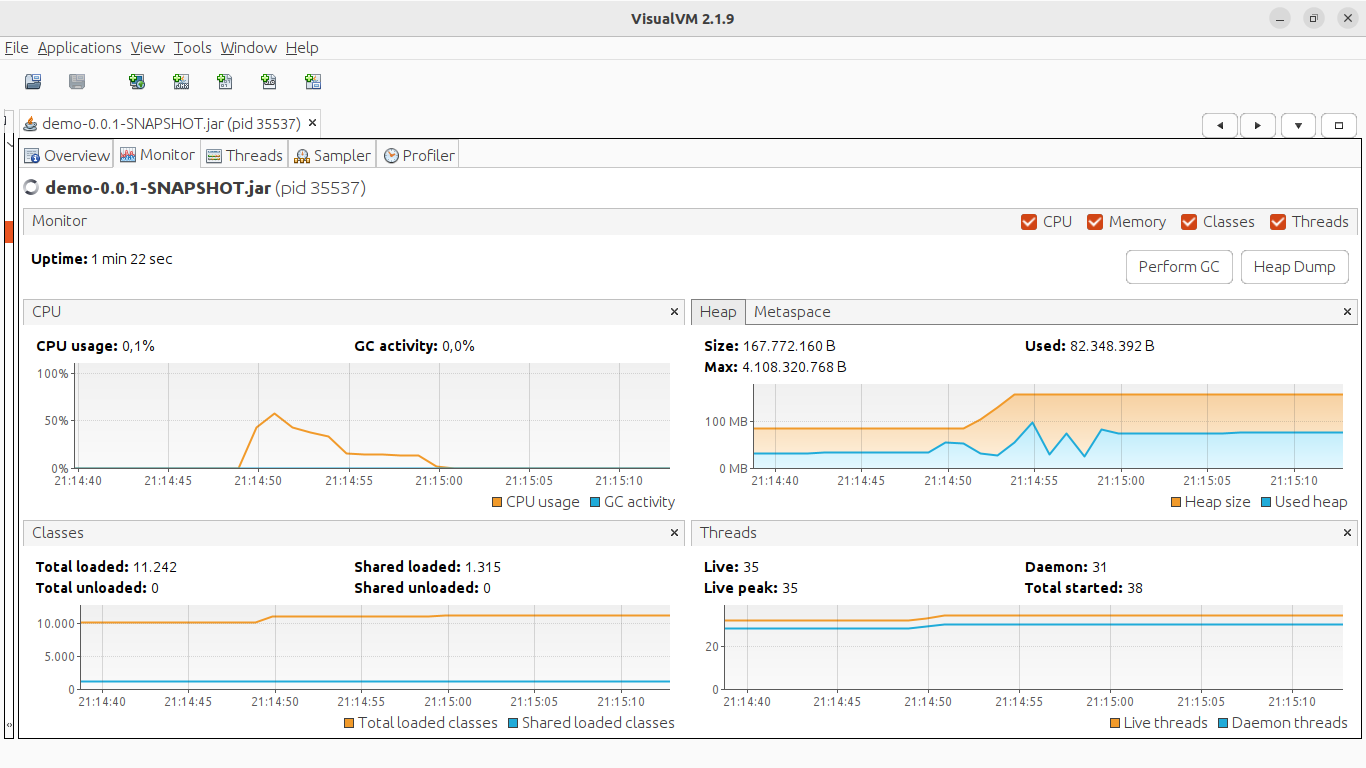 VisualVM 2.1.9
File Applications View Tools Window Help
demo-0.0.1-SNAPSHOT.jar (pid 35537)
Overview Monitor Threads Sampler Profiler
demo-0.0.1-SNAPSHOT.jar (pid 35537)
Monitor CPU Memory Classes Threads
Uptime: 1 min 22 sec
Perform GC Heap Dump
CPU
CPU usage: 0,1% GC activity: 0,0%
100%
50%
0%
21:14:40 21:14:45 21:14:50 21:14:55 21:15:00 21:15:05 21:15:10
CPU usage GC activity
Heap Metaspace
Size: 167.772.160 B Used: 82.348.392 B
Max: 4.108.320.768 B
100 MB
0 MB
21:14:40 21:14:45 21:14:50 21:14:55 21:15:00 21:15:05 21:15:10
Heap size Used heap
Classes
Total loaded: 11.242 Shared loaded: 1.315
Total unloaded: 0 Shared unloaded: 0
10.000
5.000
0
21:14:40 21:14:45 21:14:50 21:14:55 21:15:00 21:15:05 21:15:10
Total loaded classes Shared loaded classes
Threads
Live: 35 Daemon: 31
Live peak: 35 Total started: 38
20
0
21:14:40 21:14:45 21:14:50 21:14:55 21:15:00 21:15:05 21:15:10
Live threads Daemon threads